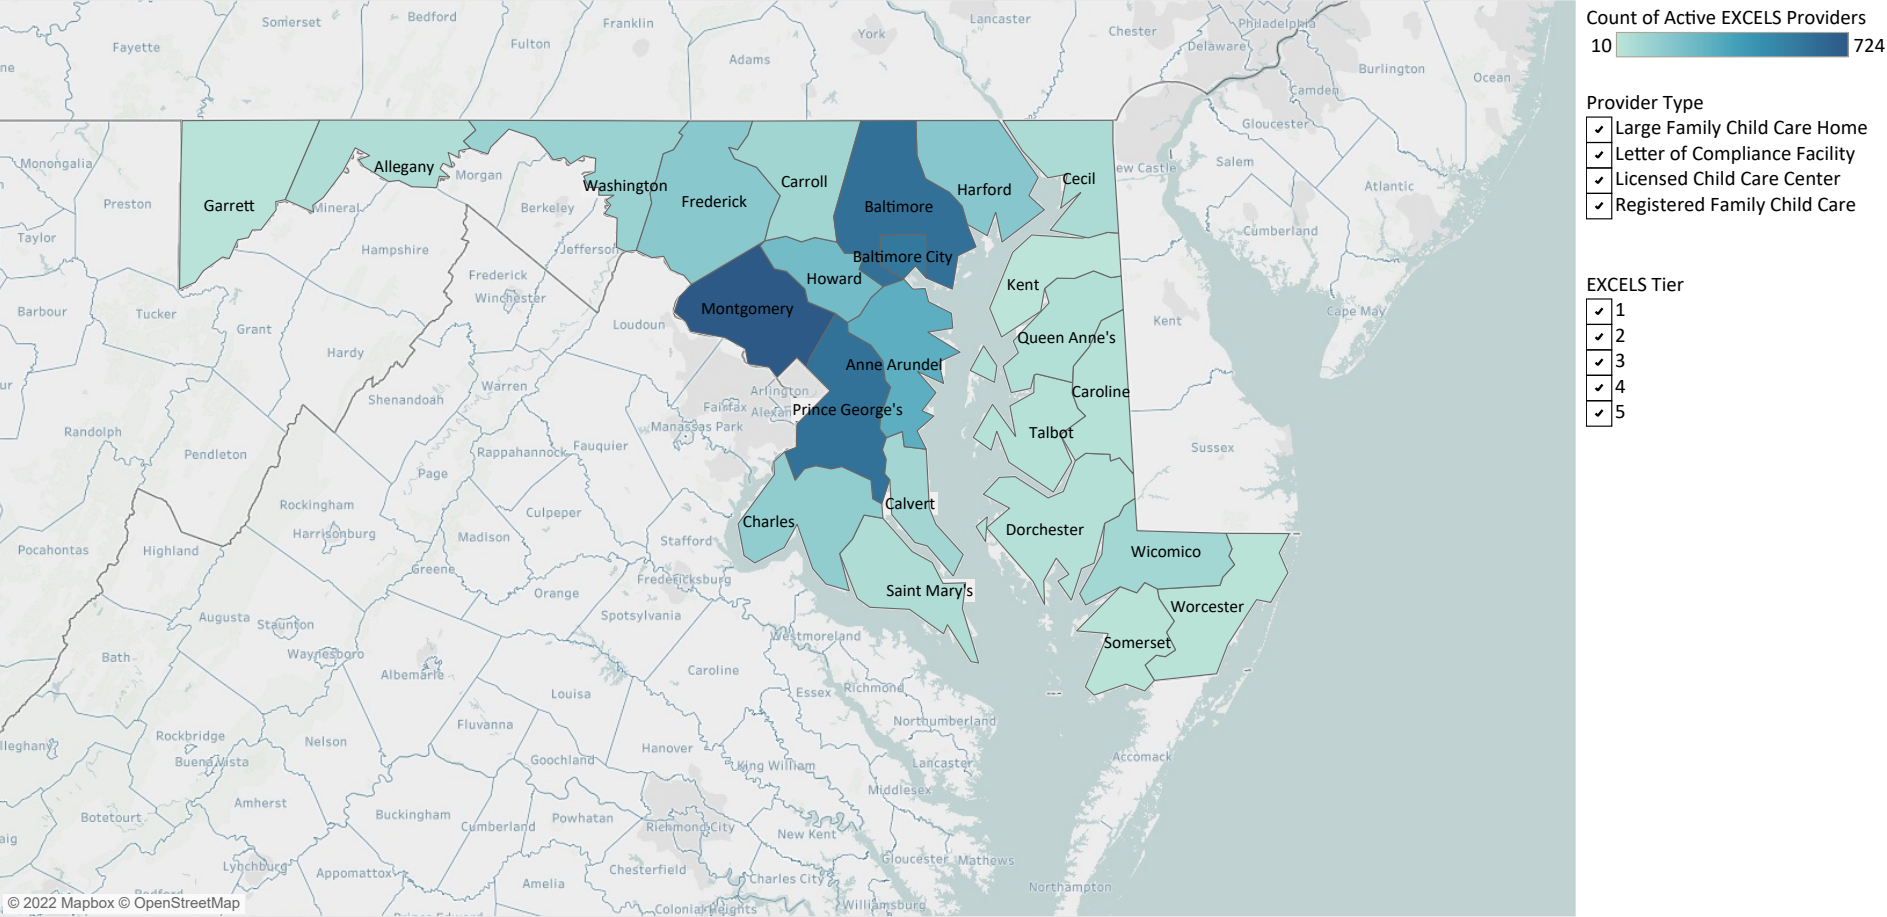 Somerset
Bedford
Franklin
Lancaster
York
Chester
Philadelphia
Fayette
Fulton
Adams
Delaware
Burlington
Ocean
Camden
Gloucester
Monongalia
Preston
Garrett
Allegany
Mineral
Morgan
Washington
Berkeley
Frederick
Carroll
Baltimore
Harford
Cecil
ew Castle
Salem
Atlantic
Cumberland
Cape May
Taylor
Hampshire
Jefferson
Baltimore City
Howard
Kent
Kent
Frederick
Winchester
Barbour
Tucker
Grant
Hardy
Loudoun
Montgomery
Anne Arundel
Queen Anne's
Caroline
Warren
Shenandoah
Arlington
Fairfax
Alexan
Prince George's
Manassas Park
Talbot
Sussex
Randolph
Pendleton
Page
Rappahannock
Fauquier
Rockingham
Harrisonburg
Culpeper
Madison
Stafford
Charles
Calvert
Dorchester
Wicomico
Pocahontas
Highland
Greene
Orange
Fredericksburg
Saint Mary's
Spotsylvania
Worcester
Somerset
Augusta
Staunton
Waynesboro
Bath
Albemarle
Westmoreland
Caroline
Essex
Richmond
Louisa
Northumberland
Rockbridge
lleghany
Buena Vista
Nelson
Fluvanna
Goochland
Hanover
King William
Lancaster
Accomack
Middlesex
Amherst
Botetourt
Buckingham
Cumberland
Powhatan
Richmond City
New Kent
aig
Gloucester
Mathews
Lynchburg
Appomattox
Amelia
Chesterfield
Charles City
Northampton
Bedford
Prince Edward
Colonial Heights
Williamsburg
© 2022 Mapbox © OpenStreetMap
Count of Active EXCELS Providers
10 724
Provider Type
Large Family Child Care Home
Letter of Compliance Facility
Licensed Child Care Center
Registered Family Child Care
EXCELS Tier
1
2
3
4
5